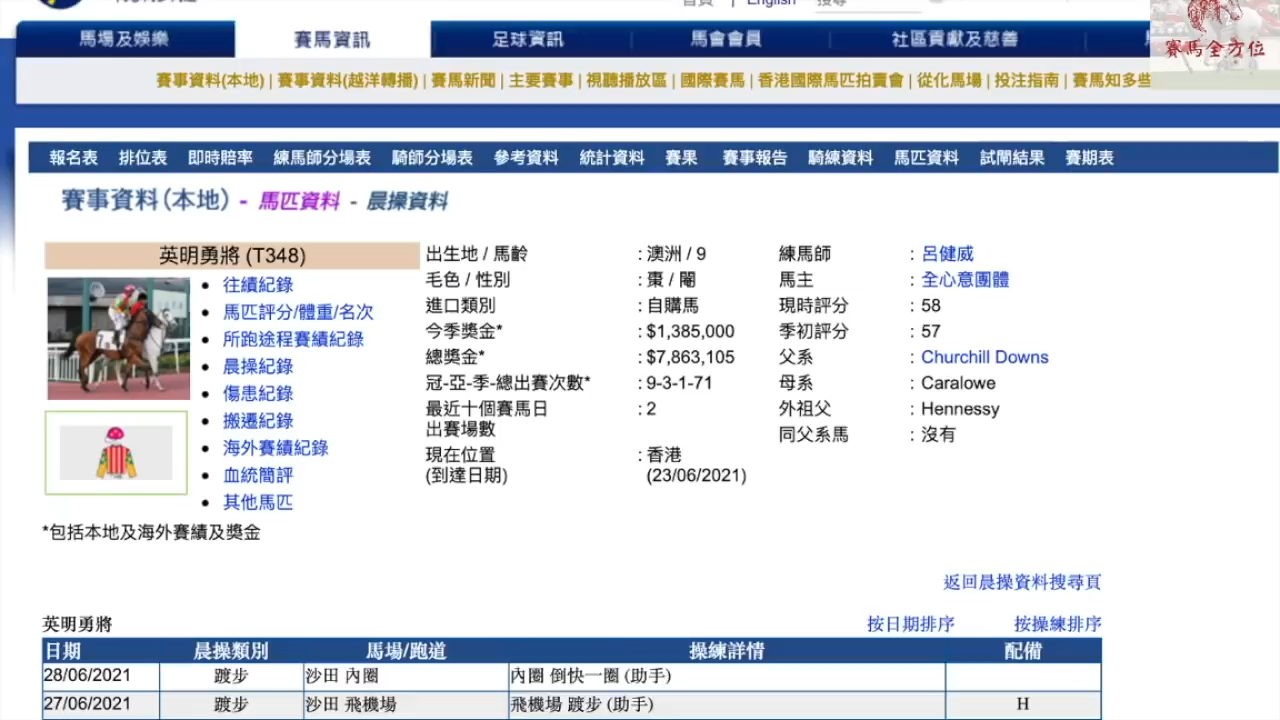 English
馬場及娛樂 賽馬資訊 足球資訊 馬會會員 社區貢獻及慈善
賽馬全方位
賽事資料(本地) | 賽事資料(越洋轉播) | 賽馬新聞 | 主要賽事 | 視聽播放區 | 國際賽馬 | 香港國際馬匹拍賣會 | 從化馬場 | 投注指南 | 賽馬知多些
報名表 排位表 即時賠率 練馬師分場表 騎師分場表 參考資料 統計資料 賽果 賽事報告 騎練資料 馬匹資料 試閘結果 賽期表
賽事資料(本地) - 馬匹資料 - 晨操資料
英明勇將 (T348)
往績紀錄
馬匹評分/體重/名次
所跑途程賽績紀錄
晨操紀錄
傷患紀錄
搬遷紀錄
海外賽績紀錄
血統簡評
其他馬匹
*包括本地及海外賽績及獎金
出生地 / 馬齡 : 澳洲 / 9
毛色 / 性別 : 棗 / 閹
進口類別 : 自購馬
今季獎金* : $1,385,000
總獎金* : $7,863,105
冠-亞-季-總出賽次數* : 9-3-1-71
最近十個賽馬日 : 2
出賽場數
現在位置 : 香港
(到達日期) (23/06/2021)
練馬師 : 呂健威
馬主 : 全心意團體
現時評分 : 58
季初評分 : 57
父系 : Churchill Downs
母系 : Caralowe
外祖父 : Hennessy
同父系馬 : 沒有
返回晨操資料搜尋頁
英明勇將 按日期排序 按操練排序
日期 晨操類別 馬場/跑道 操練詳情 配備
28/06/2021 踱步 沙田 內圈 內圈 倒快一圈 (助手)
27/06/2021 踱步 沙田 飛機場 飛機場 踱步 (助手) H